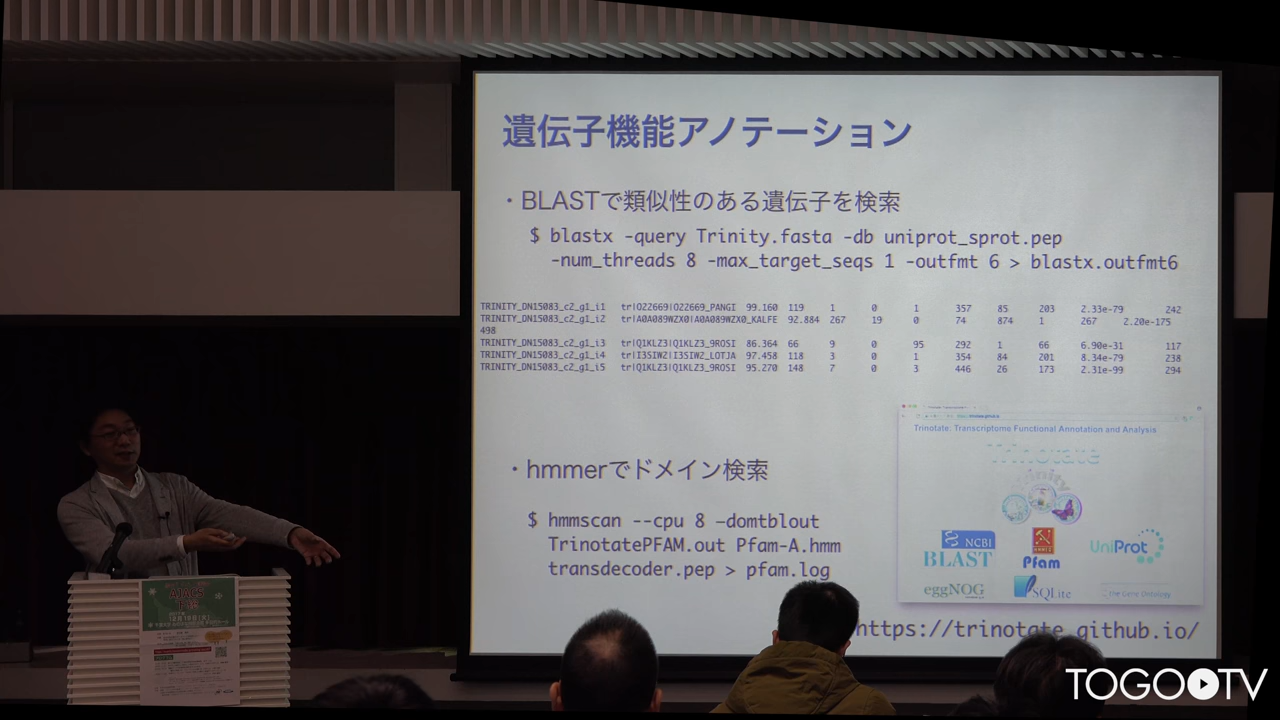 遺伝子機能アノテーション
・BLASTで類似性のある遺伝子を検索
$ blastx -query Trinity.fasta -db uniprot_sprot.pep
-num_threads 8 -max_target_seqs 1 -outfmt 6 > blastx.outfmt6
TRINITY_DN15083_c2_g1_i1 tr|O22669|O22669_PANGI 99.160 119 1 0 1 357 85 203 2.33e-79 242
TRINITY_DN15083_c2_g1_i2 tr|A0A089WZX0|A0A089WZX0_KALFE 92.884 267 19 0 74 874 1 267 2.20e-175
498
TRINITY_DN15083_c2_g1_i3 tr|Q1KLZ3|Q1KLZ3_9ROSI 86.364 66 9 0 95 292 1 66 6.90e-31 117
TRINITY_DN15083_c2_g1_i4 tr|I3SIW2|I3SIW2_LOTJA 97.458 118 3 0 1 354 84 201 8.34e-79 238
TRINITY_DN15083_c2_g1_i5 tr|Q1KLZ3|Q1KLZ3_9ROSI 95.270 148 7 0 3 446 26 173 2.31e-99 294
Trinotate: Transcriptome Functional Annotation and Analysis
Trinotate
Trinity
NCBI
BLAST
HMMER
Pfam
UniProt
eggNOG
SQLite
the Gene Ontology
・hmmerでドメイン検索
$ hmmscan --cpu 8 –domtblout
TrinotatePFAM.out Pfam-A.hmm
transdecoder.pep > pfam.log
https://trinotate.github.io/
AJACS
TOGOTV